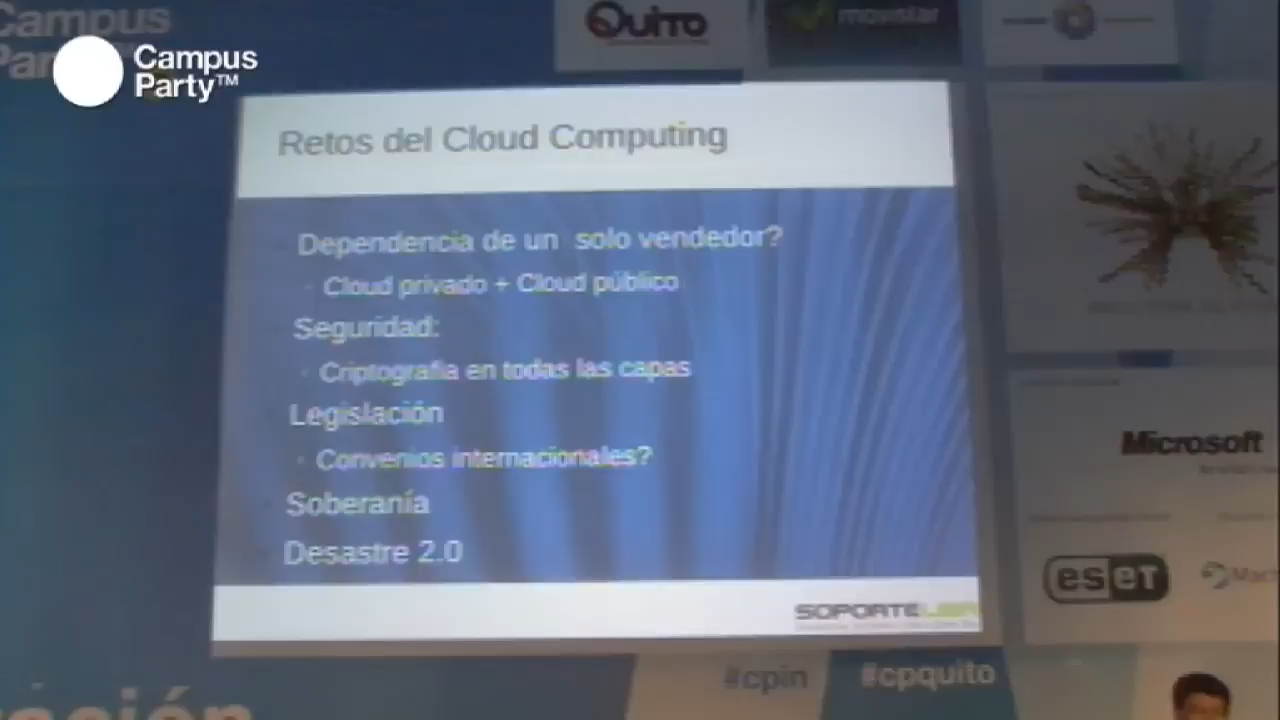 Campus
Party™
Campus
QUITO
movistar
Retos del Cloud Computing
Dependencia de un solo vendedor?
Cloud privado + Cloud público
Seguridad:
Criptografía en todas las capas
Legislación
Convenios internacionales?
Soberanía
Desastre 2.0
SOPORTE
Microsoft
eseT
#cpin
#cpquito